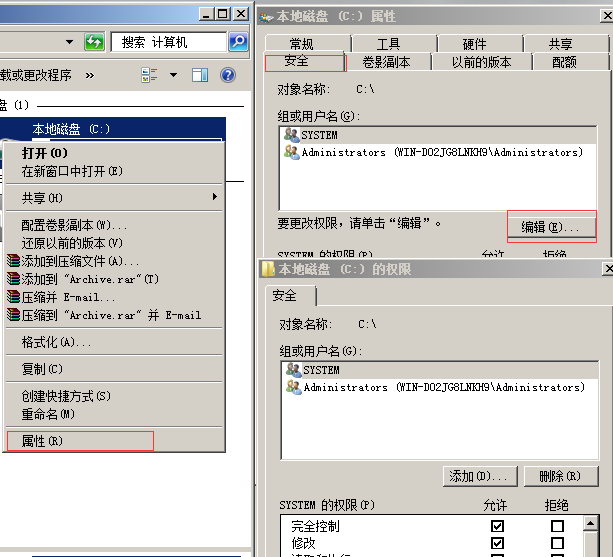 搜索 计算机
载或更改程序 »
盘 (1)
本地磁盘 (C:)
打开(O)
在新窗口中打开(E)
共享(H)
配置卷影副本(W)...
还原以前的版本(V)
添加到压缩文件(A)...
添加到 "Archive.rar"(T)
压缩并 E-mail...
压缩到 "Archive.rar" 并 E-mail
格式化(A)...
复制(C)
创建快捷方式(S)
重命名(M)
属性(R)
本地磁盘 (C:) 属性
常规 工具 硬件 共享
安全 卷影副本 以前的版本 配额
对象名称: C:\
组或用户名(G):
SYSTEM
Administrators (WIN-DO2JG8LNKH9\Administrators)
要更改权限，请单击“编辑”。
编辑(E)...
SYSTEM 的权限(P) 允许 拒绝
本地磁盘 (C:) 的权限
安全
对象名称: C:\
组或用户名(G):
SYSTEM
Administrators (WIN-DO2JG8LNKH9\Administrators)
添加(D)... 删除(R)
SYSTEM 的权限(P) 允许 拒绝
完全控制
修改